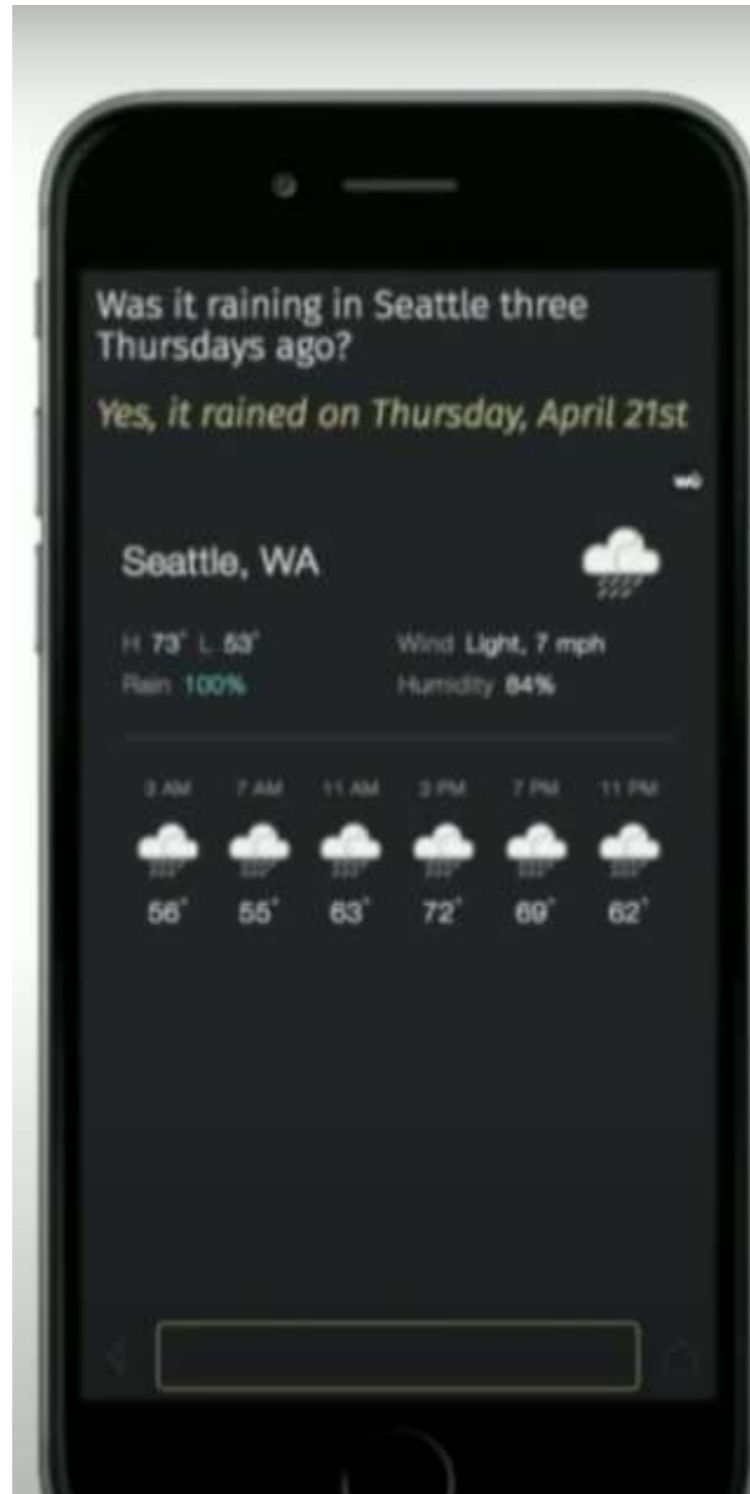 Was it raining in Seattle three
Thursdays ago?
Yes, it rained on Thursday, April 21st
wu
Seattle, WA
H 73° L 53° Wind Light, 7 mph
Rain 100% Humidity 84%
3 AM 7 AM 11 AM 3 PM 7 PM 11 PM
56° 55° 63° 72° 69° 62°